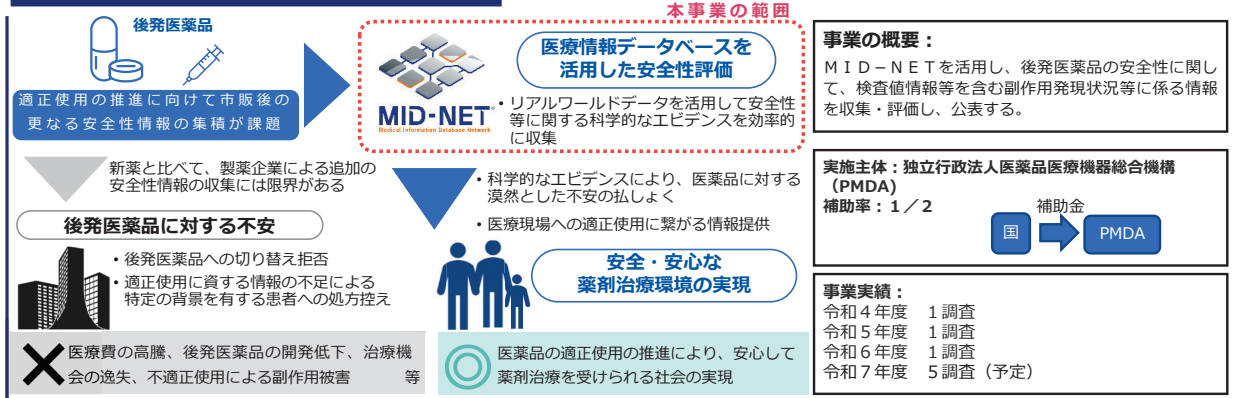 本事業の範囲
後発医薬品
適正使用の推進に向けて市販後の
更なる安全性情報の集積が課題
MID-NET
Medical Information Database Network
医療情報データベースを
活用した安全性評価
・リアルワールドデータを活用して安全性
等に関する科学的なエビデンスを効率的
に収集
新薬と比べて、製薬企業による追加の
安全性情報の収集には限界がある
後発医薬品に対する不安
・後発医薬品への切り替え拒否
・適正使用に資する情報の不足による
特定の背景を有する患者への処方控え
医療費の高騰、後発医薬品の開発低下、治療機
会の逸失、不適正使用による副作用被害 等
・科学的なエビデンスにより、医薬品に対する
漠然とした不安の払しょく
・医療現場への適正使用に繋がる情報提供
安全・安心な
薬剤治療環境の実現
医薬品の適正使用の推進により、安心して
薬剤治療を受けられる社会の実現
事業の概要：
ＭＩＤ－ＮＥＴを活用し、後発医薬品の安全性に関し
て、検査値情報等を含む副作用発現状況等に係る情報
を収集・評価し、公表する。
実施主体：独立行政法人医薬品医療機器総合機構
（PMDA)
補助率：１／２
国
補助金
PMDA
事業実績：
令和４年度　１調査
令和５年度　１調査
令和６年度　１調査
令和７年度　５調査（予定）